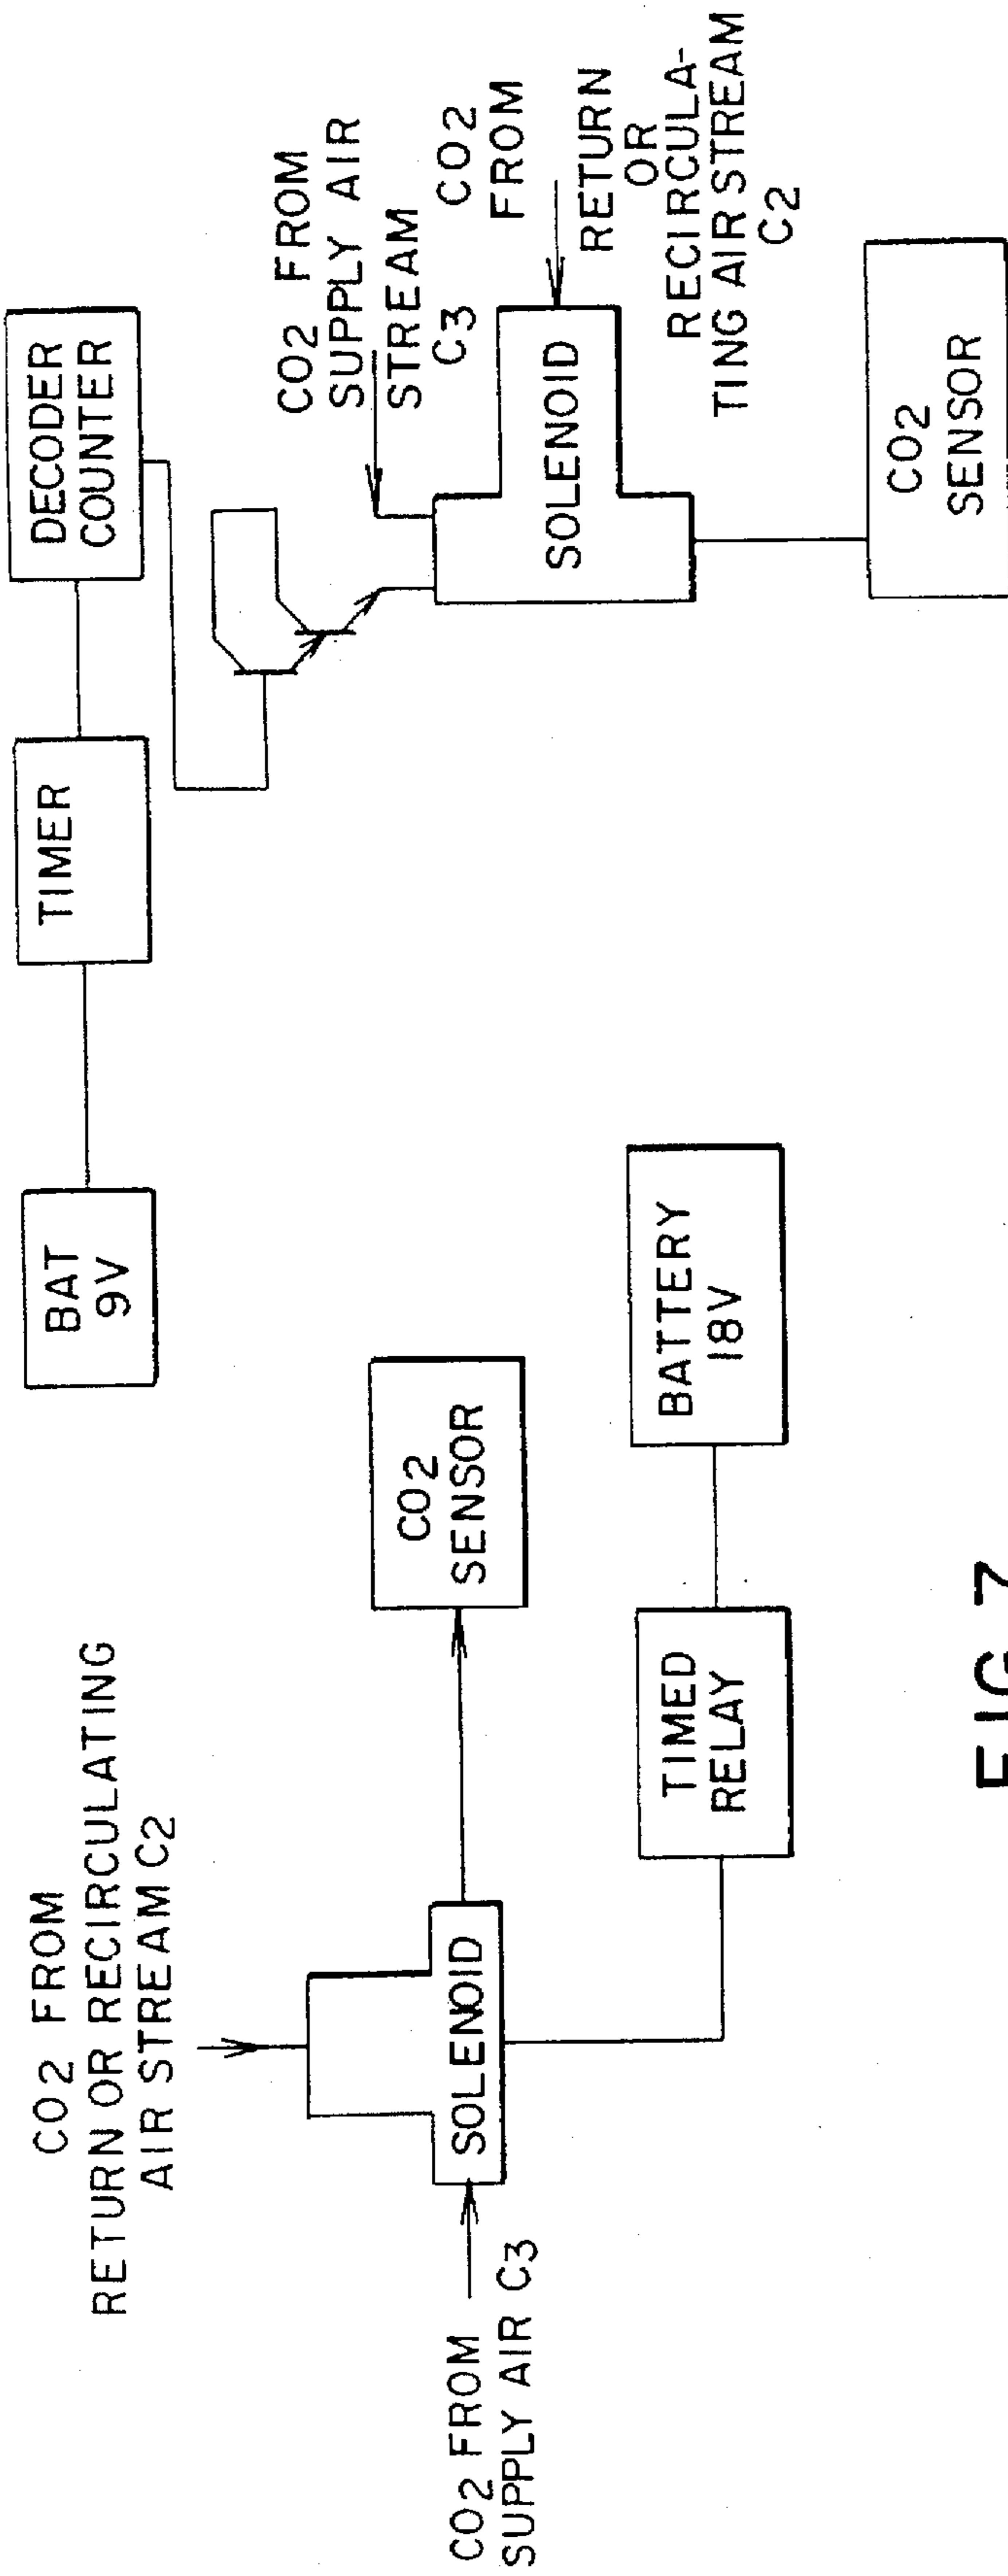 CO2 FROM
RETURN OR RECIRCULATING
AIR STREAM C2
CO2 FROM
SUPPLY AIR C3
SOLENOID
CO2
SENSOR
TIMED
RELAY
BATTERY
18V
BAT
9V
TIMER
DECODER
COUNTER
CO2 FROM
SUPPLY AIR
STREAM
C3
CO2
FROM
RETURN
OR
RECIRCULA-
TING AIR STREAM
C2
SOLENOID
CO2
SENSOR
FIG 7